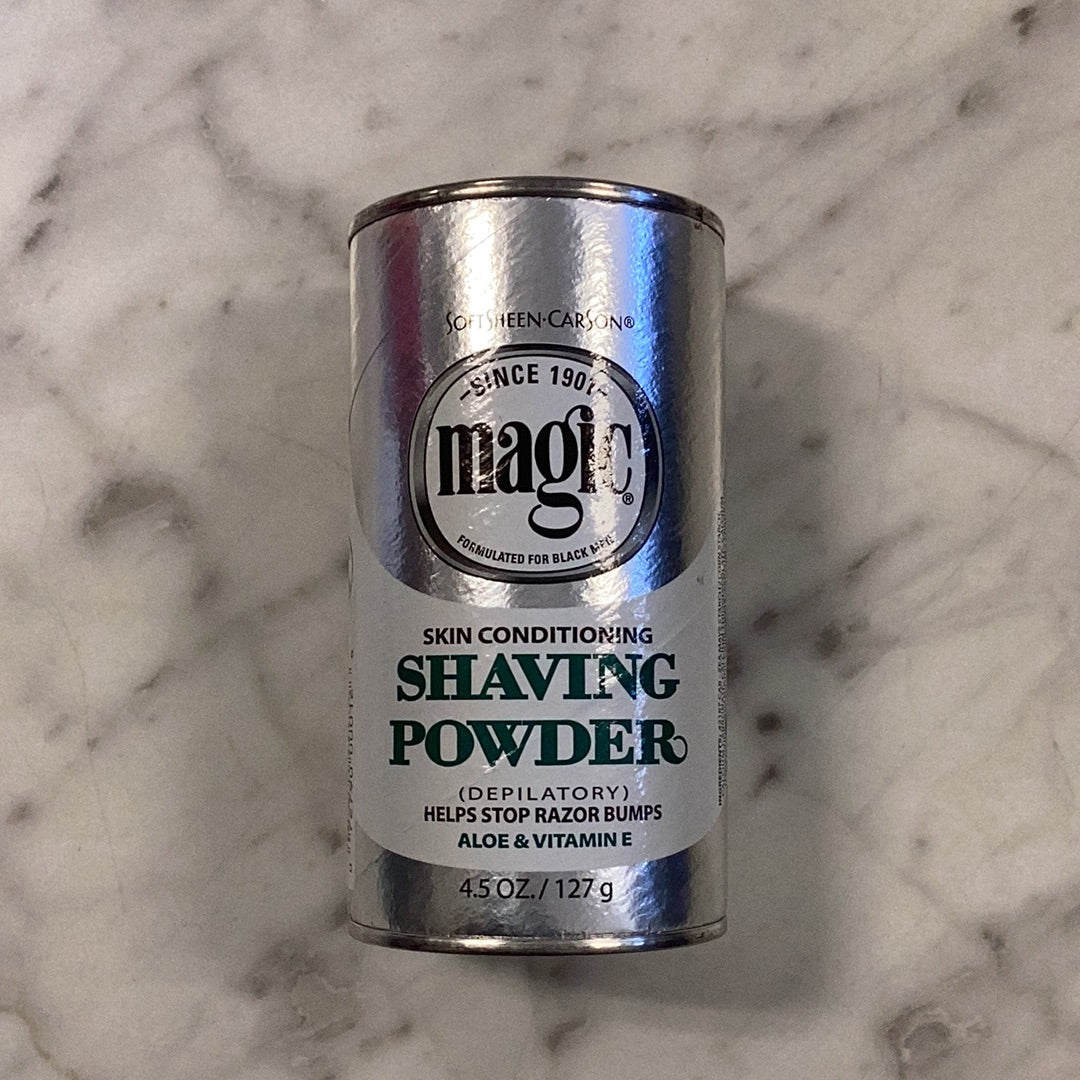 SOFTSHEEN·CARSON®
SINCE 1901
magic®
FORMULATED FOR BLACK MEN
SKIN CONDITIONING
SHAVING
POWDER
(DEPILATORY)
HELPS STOP RAZOR BUMPS
ALOE & VITAMIN E
4.5 OZ. / 127 g